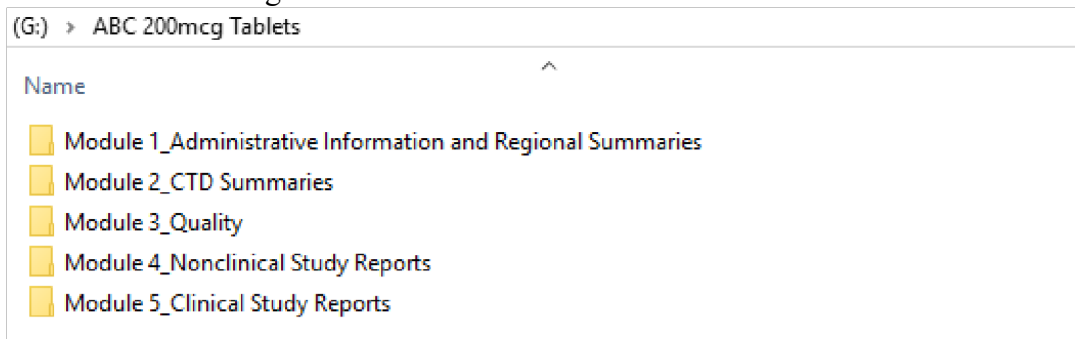 (G:) > ABC 200mcg Tablets
Name
Module 1_Administrative Information and Regional Summaries
Module 2_CTD Summaries
Module 3_Quality
Module 4_Nonclinical Study Reports
Module 5_Clinical Study Reports